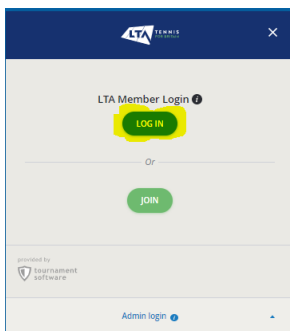 LTA TENNIS
FOR BRITAIN
LTA Member Login i
LOG IN
Or
JOIN
provided by
tournament
software
Admin login i